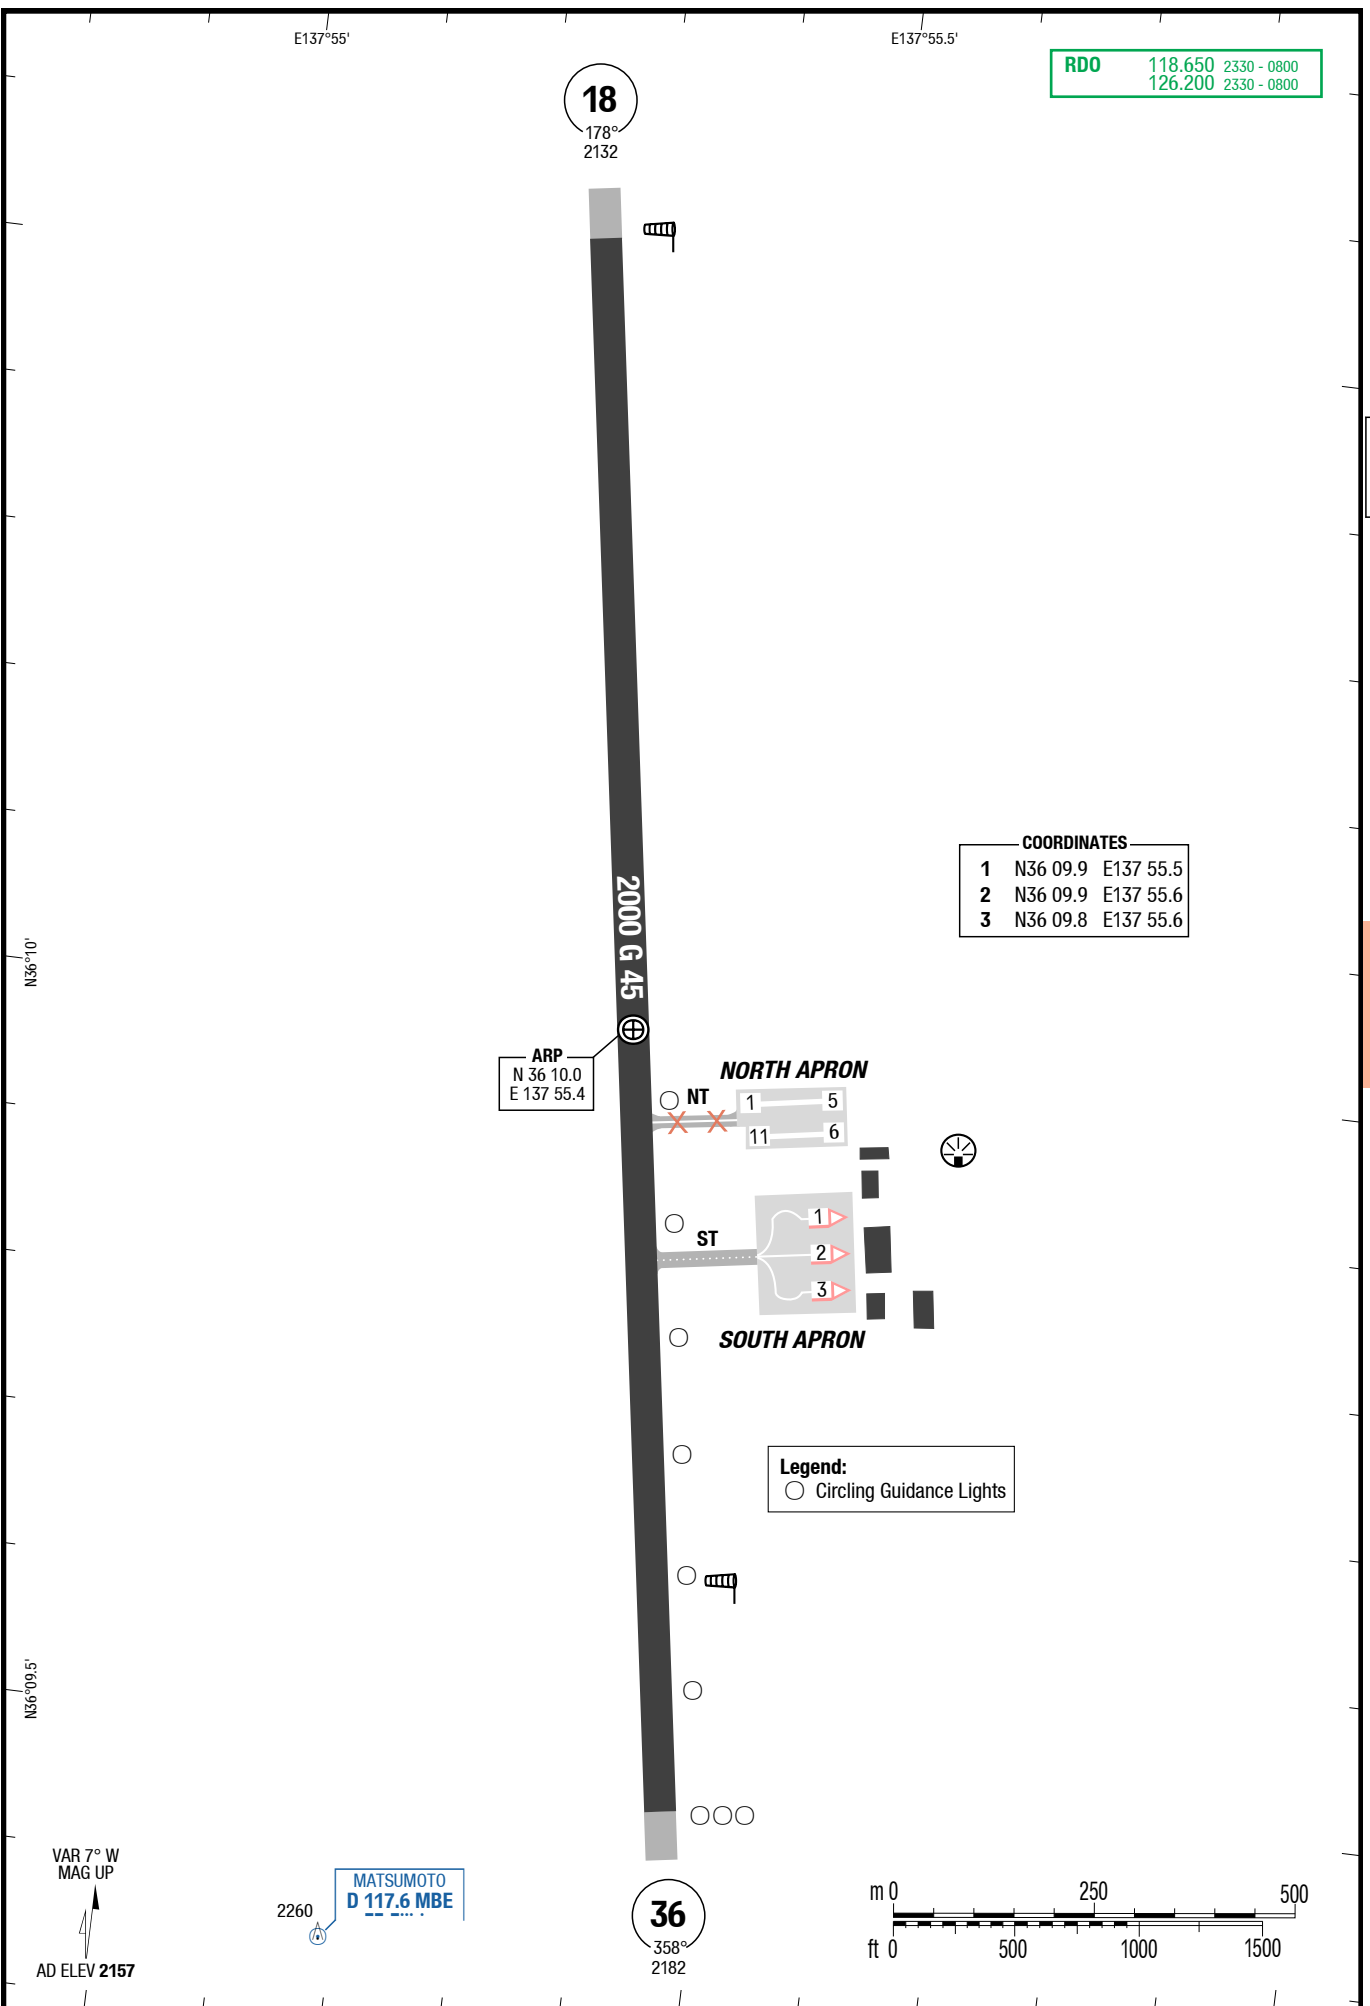 E137°55'
E137°55.5'
RDO 118.650 2330 - 0800
126.200 2330 - 0800
18
178°
2132
COORDINATES
1 N36 09.9 E137 55.5
2 N36 09.9 E137 55.6
3 N36 09.8 E137 55.6
2000 G 45
N36°10'
ARP
N 36 10.0
E 137 55.4
NORTH APRON
NT
1 5
11 6
ST
1
2
3
SOUTH APRON
Legend:
Circling Guidance Lights
N36°09.5'
VAR 7° W
MAG UP
AD ELEV 2157
2260
MATSUMOTO
D 117.6 MBE
36
358°
2182
m 0 250 500
ft 0 500 1000 1500